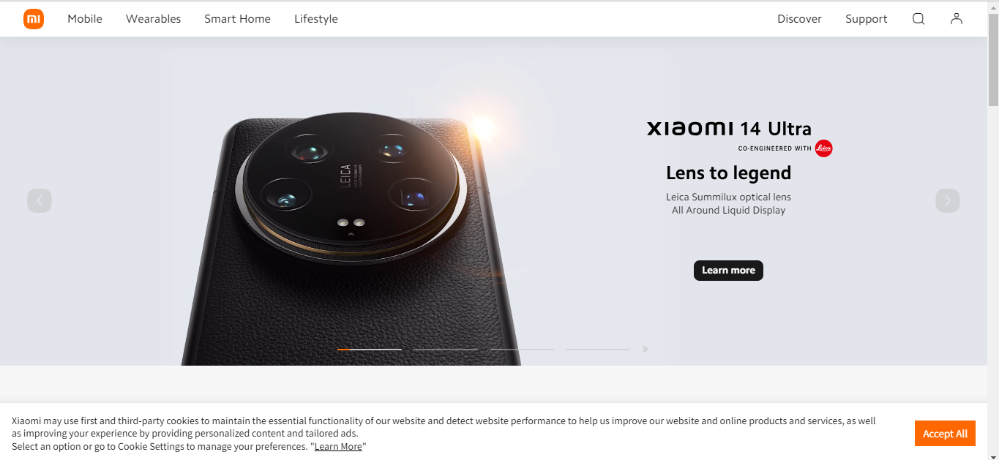 mi
Mobile
Wearables
Smart Home
Lifestyle
Discover
Support
LEICA
xiaomi 14 Ultra
CO-ENGINEERED WITH Leica
Lens to legend
Leica Summilux optical lens
All Around Liquid Display
Learn more
Xiaomi may use first and third-party cookies to maintain the essential functionality of our website and detect website performance to help us improve our website and online products and services, as well
as improving your experience by providing personalized content and tailored ads.
Select an option or go to Cookie Settings to manage your preferences. "Learn More"
Accept All